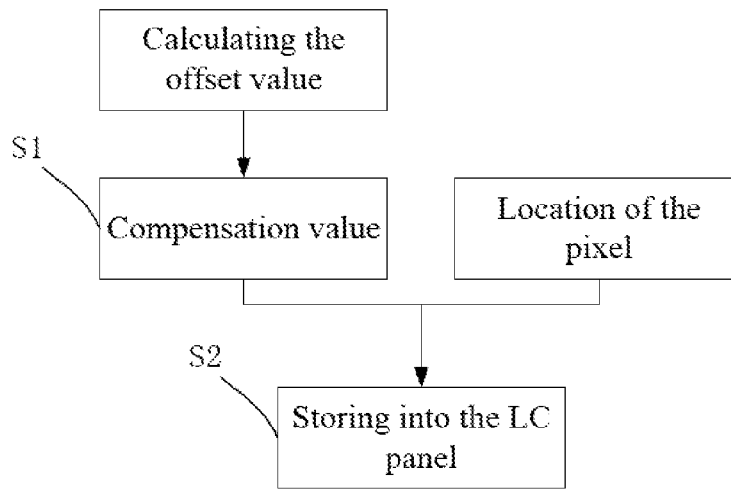 Calculating the
offset value
S1
Compensation value
Location of the
pixel
S2
Storing into the LC
panel